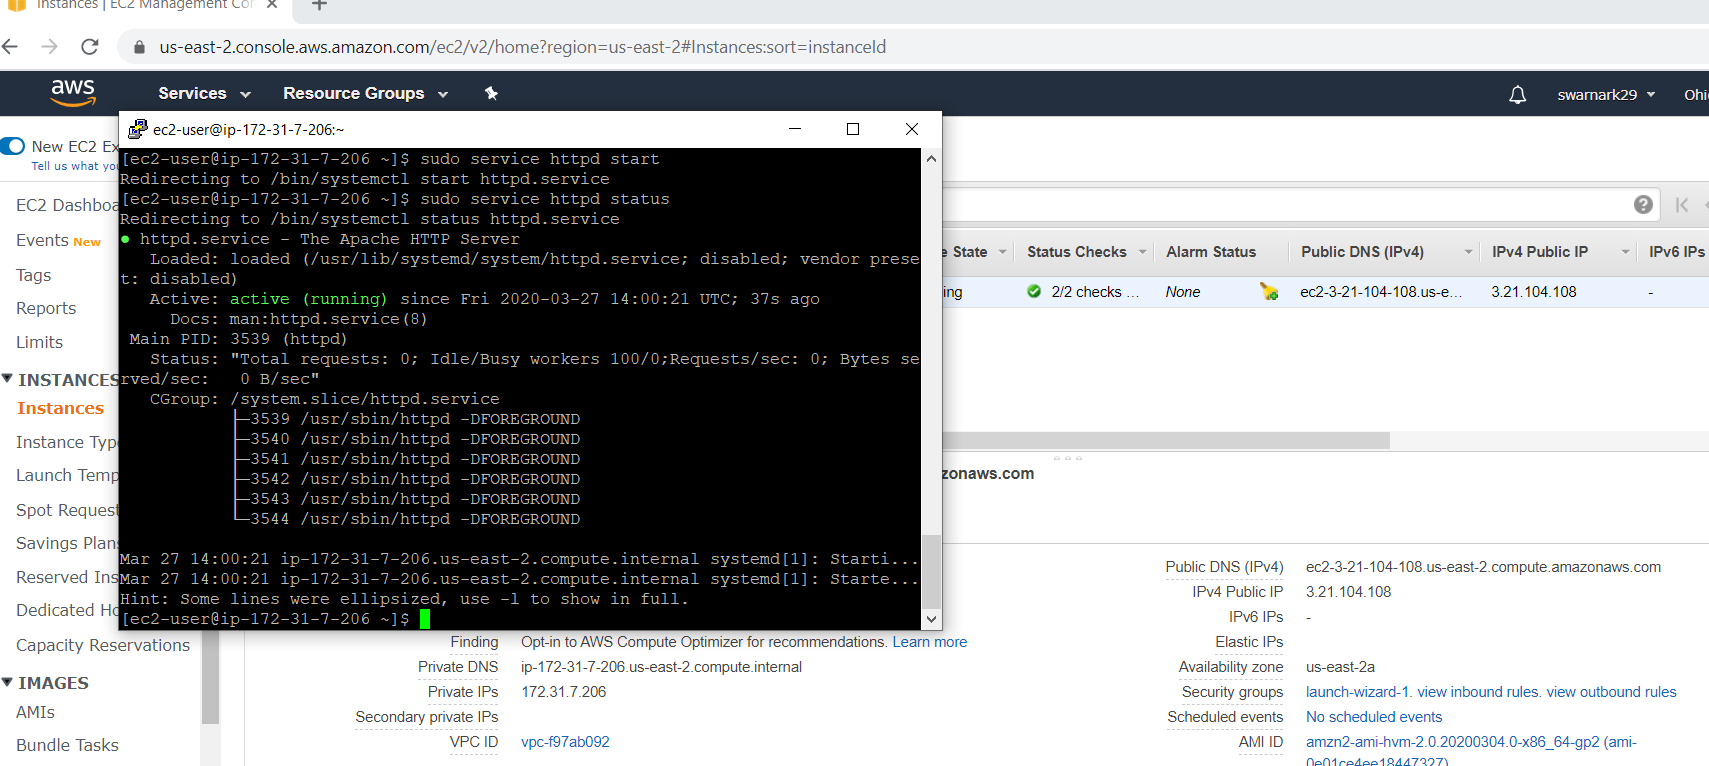 Instances | EC2 Management Con
us-east-2.console.aws.amazon.com/ec2/v2/home?region=us-east-2#Instances:sort=instanceId
aws
Services
Resource Groups
swarnark29
Ohi
New EC2 Ex
Tell us what you
EC2 Dashboa
Events New
Tags
Reports
Limits
INSTANCES
Instances
Instance Typ
Launch Temp
Spot Request
Savings Plans
Reserved Ins
Dedicated Ho
Capacity Reservations
IMAGES
AMIs
Bundle Tasks
ec2-user@ip-172-31-7-206:~
[ec2-user@ip-172-31-7-206 ~]$ sudo service httpd start
Redirecting to /bin/systemctl start httpd.service
[ec2-user@ip-172-31-7-206 ~]$ sudo service httpd status
Redirecting to /bin/systemctl status httpd.service
● httpd.service - The Apache HTTP Server
Loaded: loaded (/usr/lib/systemd/system/httpd.service; disabled; vendor prese
t: disabled)
Active: active (running) since Fri 2020-03-27 14:00:21 UTC; 37s ago
Docs: man:httpd.service(8)
Main PID: 3539 (httpd)
Status: "Total requests: 0; Idle/Busy workers 100/0;Requests/sec: 0; Bytes se
rved/sec:   0 B/sec"
CGroup: /system.slice/httpd.service
├─3539 /usr/sbin/httpd -DFOREGROUND
├─3540 /usr/sbin/httpd -DFOREGROUND
├─3541 /usr/sbin/httpd -DFOREGROUND
├─3542 /usr/sbin/httpd -DFOREGROUND
├─3543 /usr/sbin/httpd -DFOREGROUND
└─3544 /usr/sbin/httpd -DFOREGROUND
Mar 27 14:00:21 ip-172-31-7-206.us-east-2.compute.internal systemd[1]: Starti...
Mar 27 14:00:21 ip-172-31-7-206.us-east-2.compute.internal systemd[1]: Starte...
Hint: Some lines were ellipsized, use -l to show in full.
[ec2-user@ip-172-31-7-206 ~]$
e State Status Checks Alarm Status Public DNS (IPv4) IPv4 Public IP IPv6 IPs
ing 2/2 checks ... None ec2-3-21-104-108.us-e... 3.21.104.108 -
zonaws.com
Public DNS (IPv4) ec2-3-21-104-108.us-east-2.compute.amazonaws.com
IPv4 Public IP 3.21.104.108
IPv6 IPs -
Finding Opt-in to AWS Compute Optimizer for recommendations. Learn more Elastic IPs
Private DNS ip-172-31-7-206.us-east-2.compute.internal Availability zone us-east-2a
Private IPs 172.31.7.206 Security groups launch-wizard-1. view inbound rules. view outbound rules
Secondary private IPs Scheduled events No scheduled events
VPC ID vpc-f97ab092 AMI ID amzn2-ami-hvm-2.0.20200304.0-x86_64-gp2 (ami-
0e01ce4ee18447327)